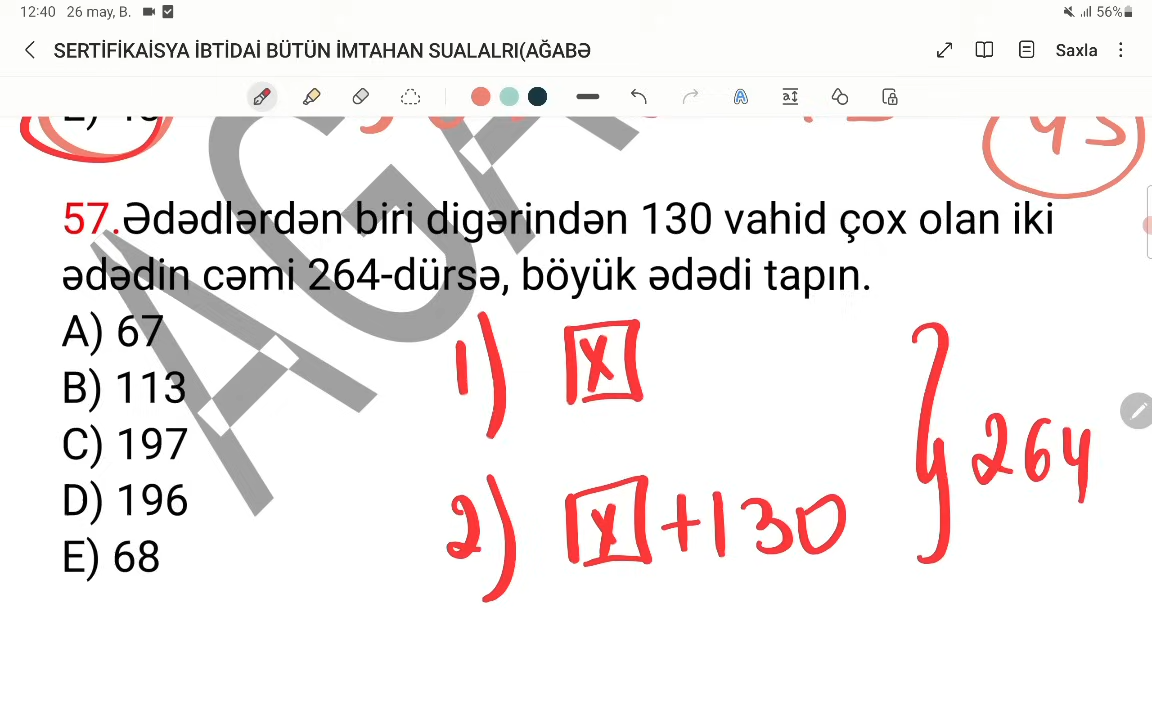 12:40 26 may, B. 56%
SERTİFİKAİSYA İBTİDAİ BÜTÜN İMTAHAN SUALALRI(AĞABƏ
Saxla
45
57.Ədədlərdən biri digərindən 130 vahid çox olan iki
ədədin cəmi 264-dürsə, böyük ədədi tapın.
A) 67
B) 113
C) 197
D) 196
E) 68
1) x
2) x +130
264
AGA